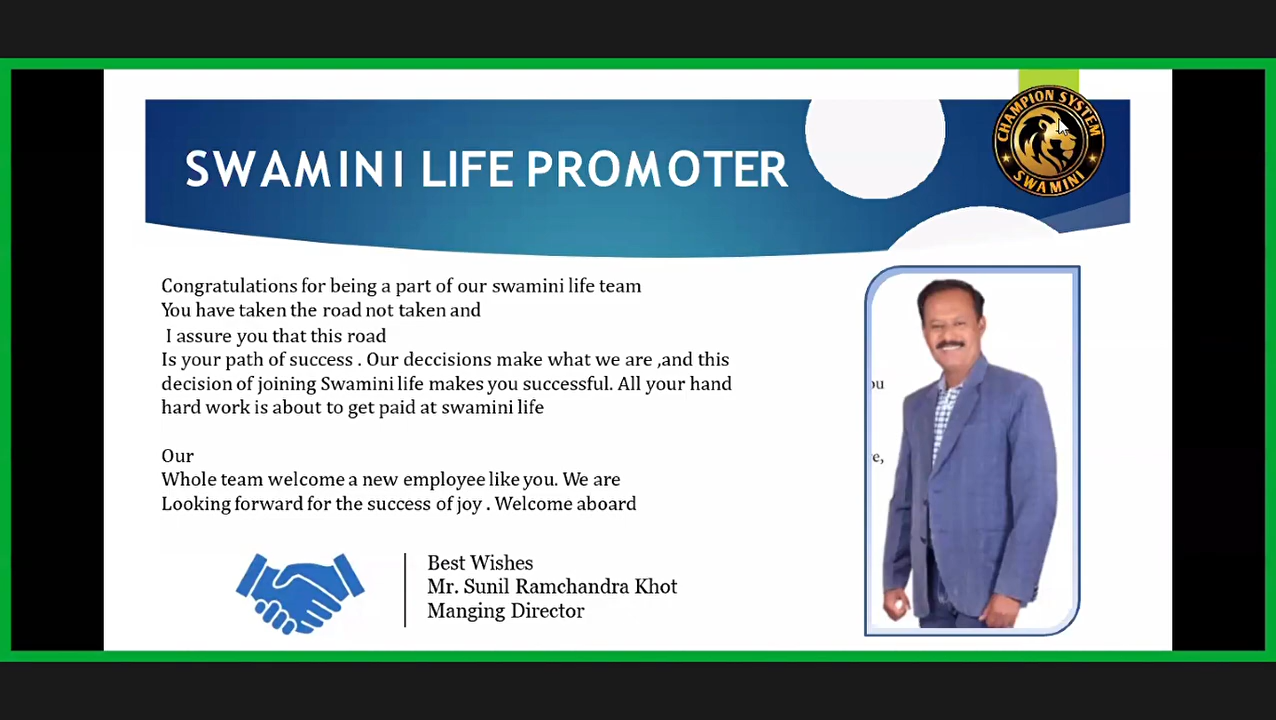 CHAMPION SYSTEM
SWAMINI
SWAMINI LIFE PROMOTER
Congratulations for being a part of our swamini life team
You have taken the road not taken and
I assure you that this road
Is your path of success . Our deccisions make what we are ,and this
decision of joining Swamini life makes you successful. All your hand
hard work is about to get paid at swamini life
Our
Whole team welcome a new employee like you. We are
Looking forward for the success of joy . Welcome aboard
Best Wishes
Mr. Sunil Ramchandra Khot
Manging Director